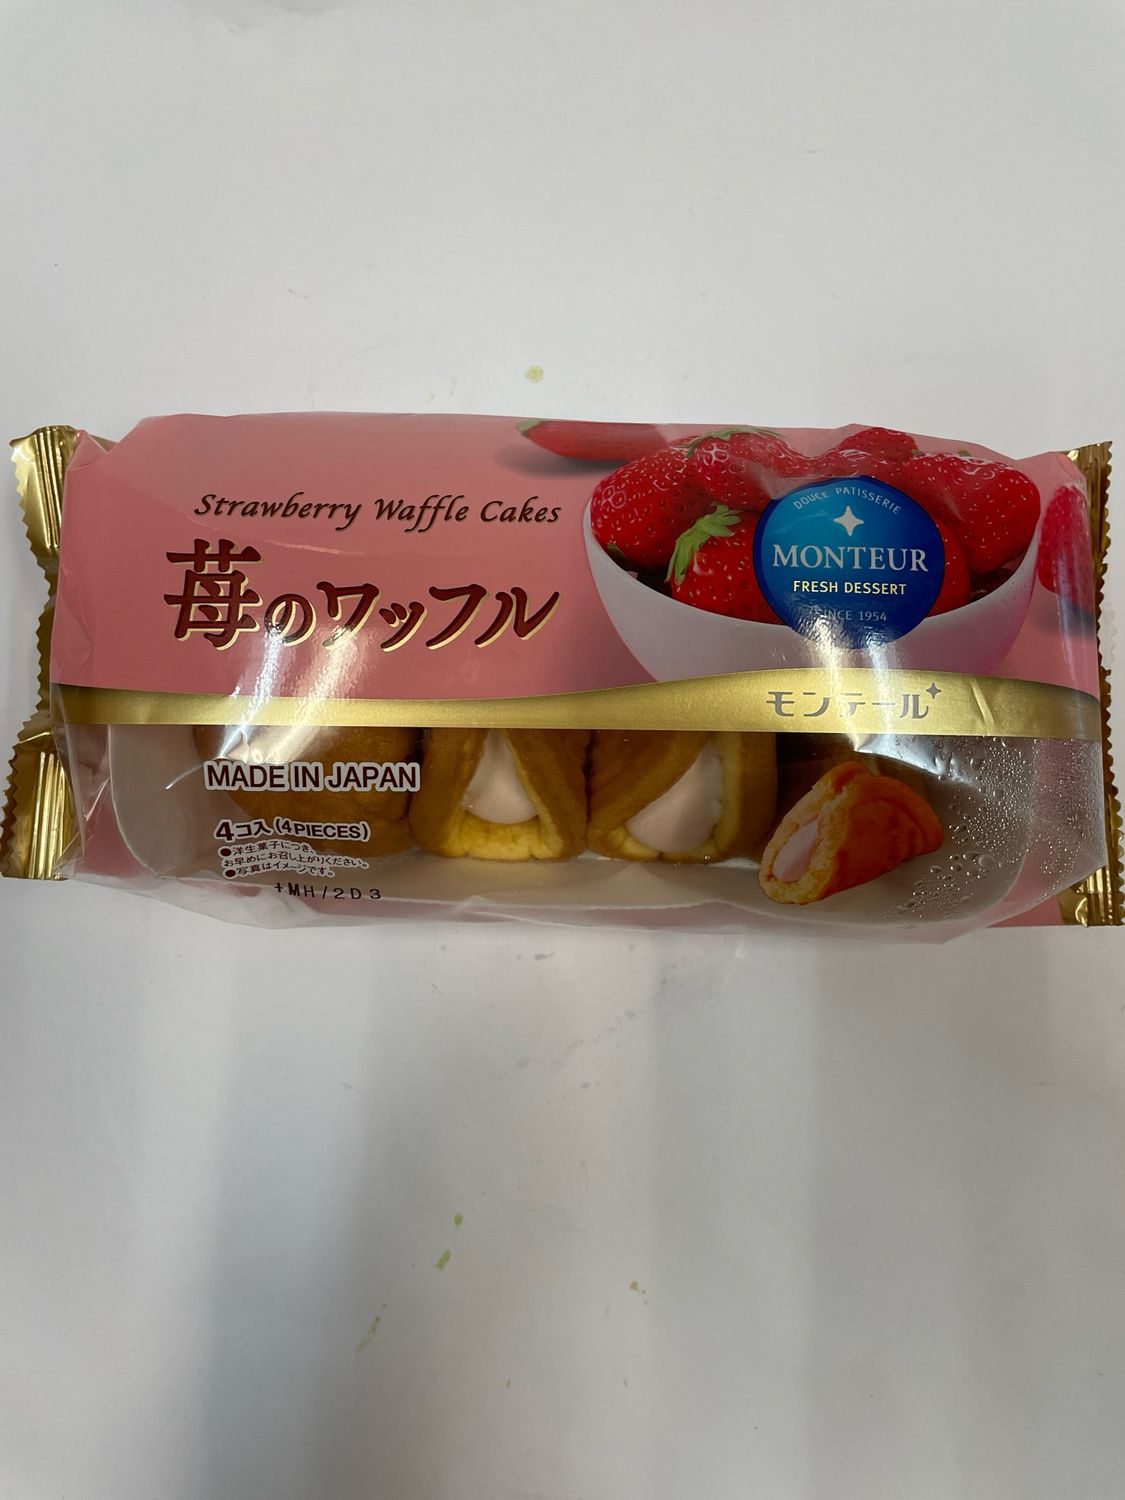 Strawberry Waffle Cakes
苺のワッフル
DOUCE PATISSERIE
MONTEUR
FRESH DESSERT
SINCE 1954
モンテール
MADE IN JAPAN
4コ入(4PIECES)
●洋生菓子につき、
お早めにお召し上がりください。
●写真はイメージです。
+MH/2D3